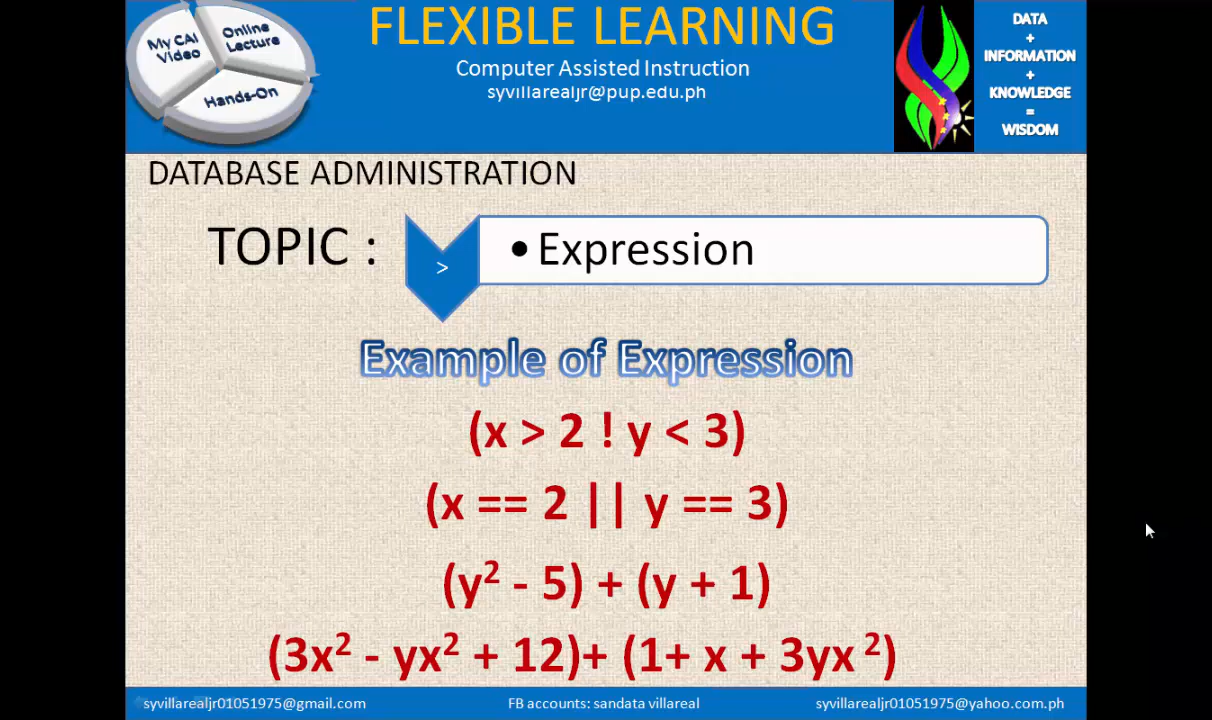 My CAI Video
Online Lecture
Hands-On
FLEXIBLE LEARNING
Computer Assisted Instruction
syvillarealjr@pup.edu.ph
DATA
+
INFORMATION
+
KNOWLEDGE
=
WISDOM
DATABASE ADMINISTRATION
TOPIC :
>
• Expression
Example of Expression
(x > 2 ! y < 3)
(x == 2 || y == 3)
(y² - 5) + (y + 1)
(3x² - yx² + 12)+ (1+ x + 3yx ²)
syvillarealjr01051975@gmail.com
FB accounts: sandata villareal
syvillarealjr01051975@yahoo.com.ph